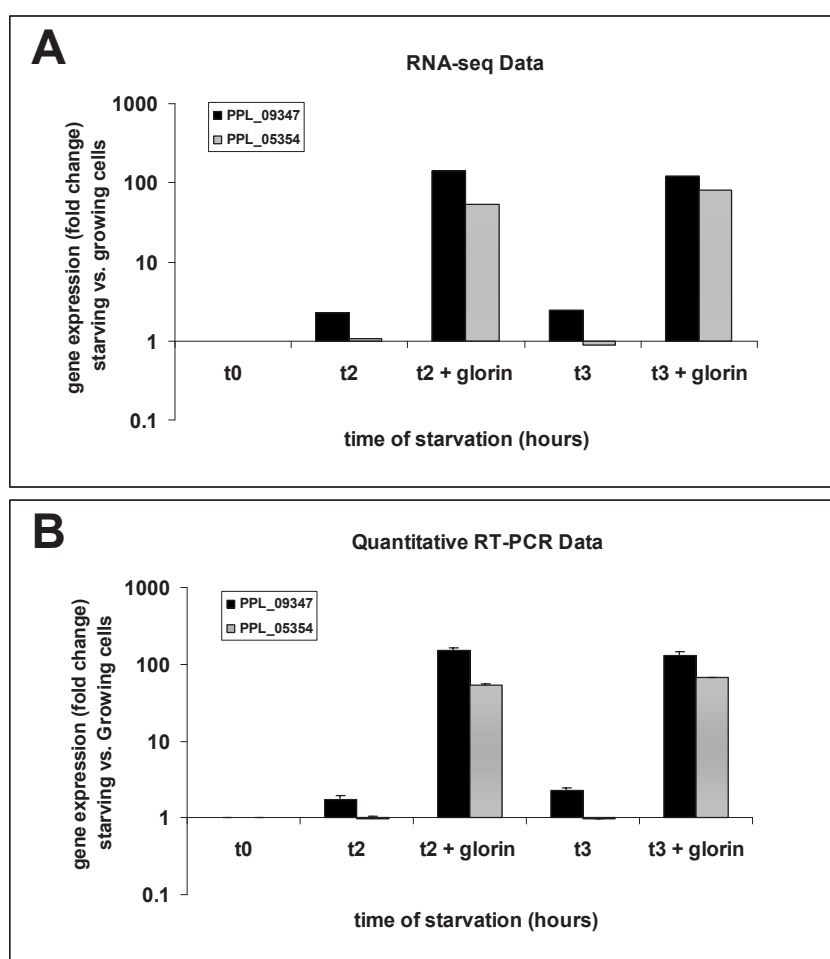 A
RNA-seq Data
gene expression (fold change)
starving vs. growing cells
1000
100
10
1
0.1
PPL_09347
PPL_05354
t0 t2 t2 + glorin t3 t3 + glorin
time of starvation (hours)
B
Quantitative RT-PCR Data
gene expression (fold change)
starving vs. Growing cells
1000
100
10
1
0.1
PPL_09347
PPL_05354
t0 t2 t2 + glorin t3 t3 + glorin
time of starvation (hours)